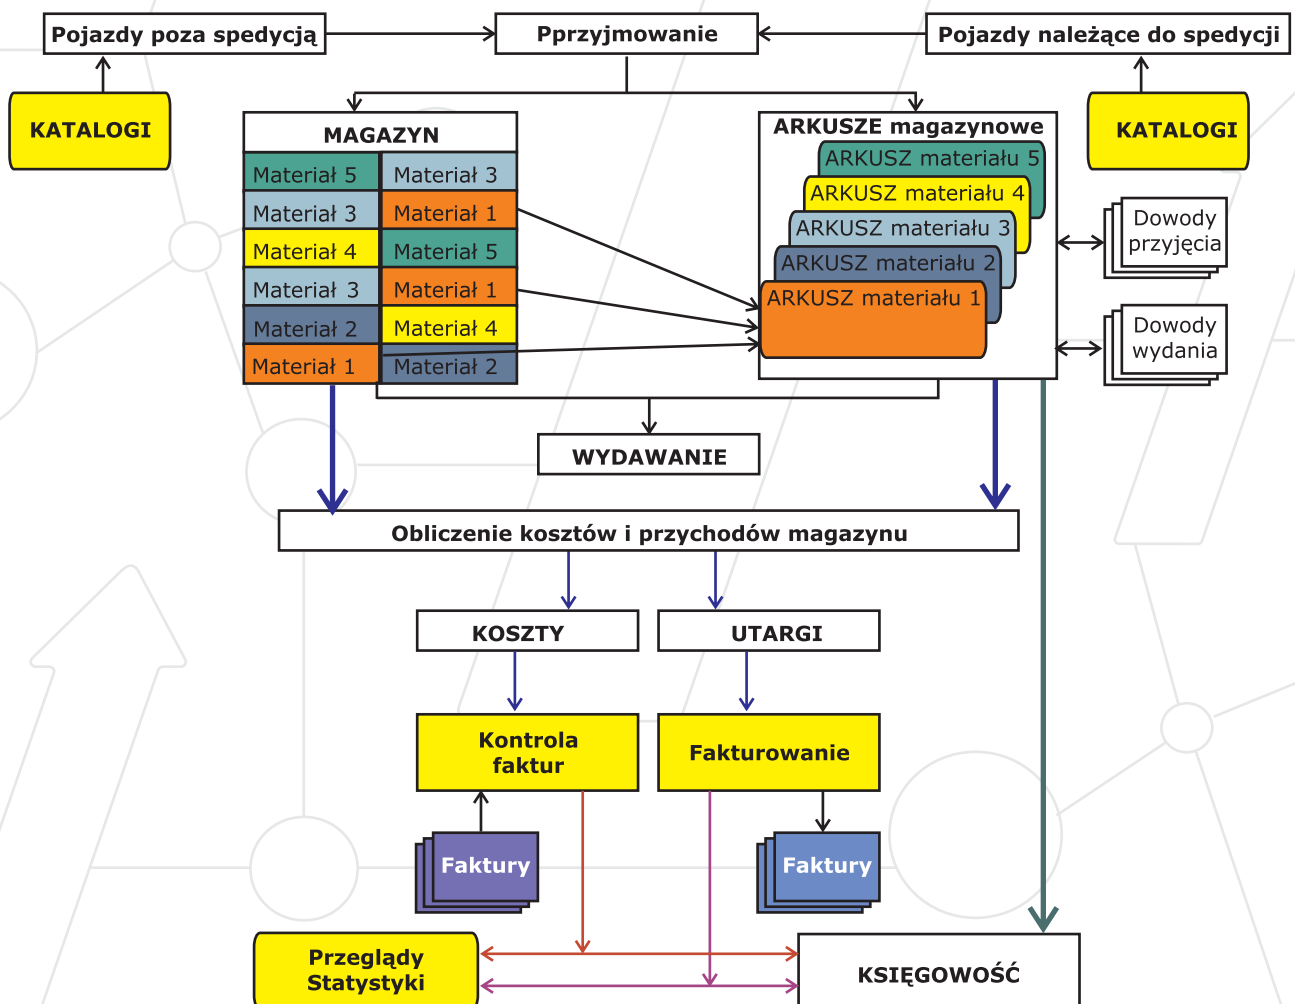 Pojazdy poza spedycją
Pprzyjmowanie
Pojazdy należące do spedycji
KATALOGI
KATALOGI
MAGAZYN
Materiał 5
Materiał 3
Materiał 3
Materiał 1
Materiał 4
Materiał 5
Materiał 3
Materiał 1
Materiał 2
Materiał 4
Materiał 1
Materiał 2
ARKUSZE magazynowe
ARKUSZ materiału 5
ARKUSZ materiału 4
ARKUSZ materiału 3
ARKUSZ materiału 2
ARKUSZ materiału 1
Dowody
przyjęcia
Dowody
wydania
WYDAWANIE
Obliczenie kosztów i przychodów magazynu
KOSZTY
UTARGI
Kontrola
faktur
Fakturowanie
Faktury
Faktury
Przeglądy
Statystyki
KSIĘGOWOŚĆ